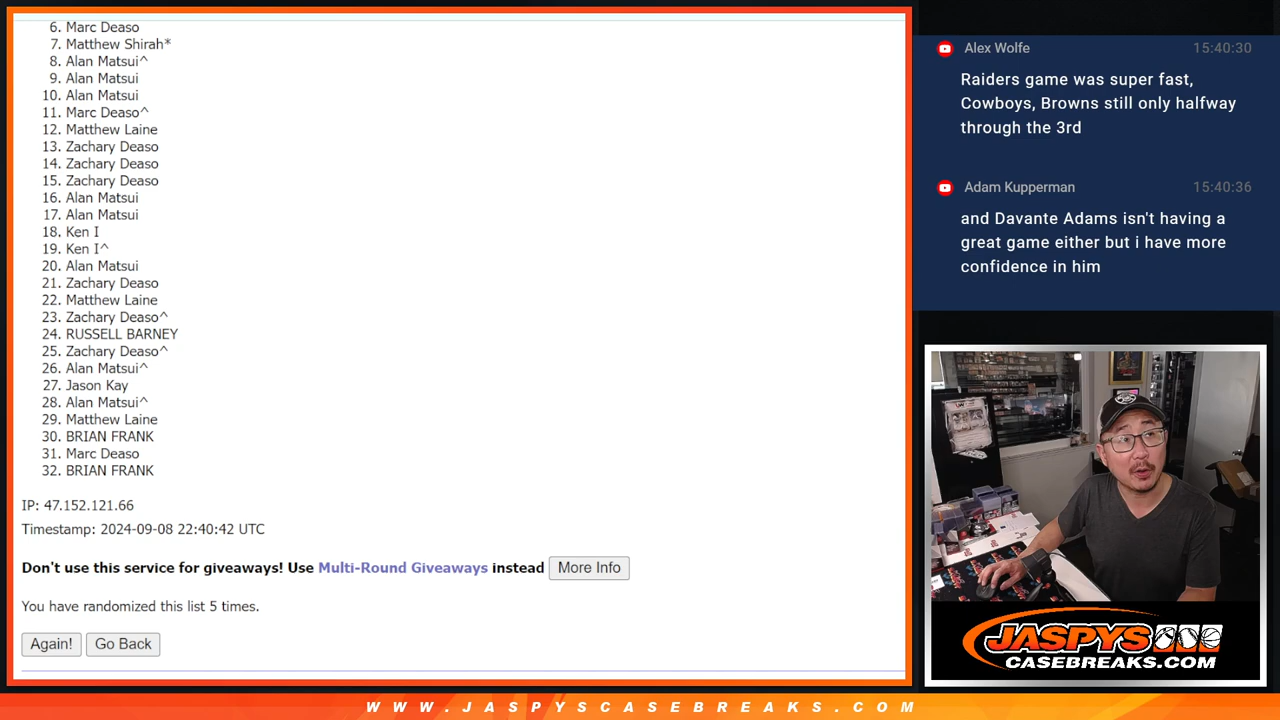 6. Marc Deaso
7. Matthew Shirah*
8. Alan Matsui^
9. Alan Matsui
10. Alan Matsui
11. Marc Deaso^
12. Matthew Laine
13. Zachary Deaso
14. Zachary Deaso
15. Zachary Deaso
16. Alan Matsui
17. Alan Matsui
18. Ken I
19. Ken I^
20. Alan Matsui
21. Zachary Deaso
22. Matthew Laine
23. Zachary Deaso^
24. RUSSELL BARNEY
25. Zachary Deaso^
26. Alan Matsui^
27. Jason Kay
28. Alan Matsui^
29. Matthew Laine
30. BRIAN FRANK
31. Marc Deaso
32. BRIAN FRANK
IP: 47.152.121.66
Timestamp: 2024-09-08 22:40:42 UTC
Don't use this service for giveaways! Use Multi-Round Giveaways instead More Info
You have randomized this list 5 times.
Again! Go Back
Alex Wolfe 15:40:30
Raiders game was super fast,
Cowboys, Browns still only halfway
through the 3rd
Adam Kupperman 15:40:36
and Davante Adams isn't having a
great game either but i have more
confidence in him
JASPYS
CASEBREAKS.COM
WWW.JASPYSCASEBREAKS.COM